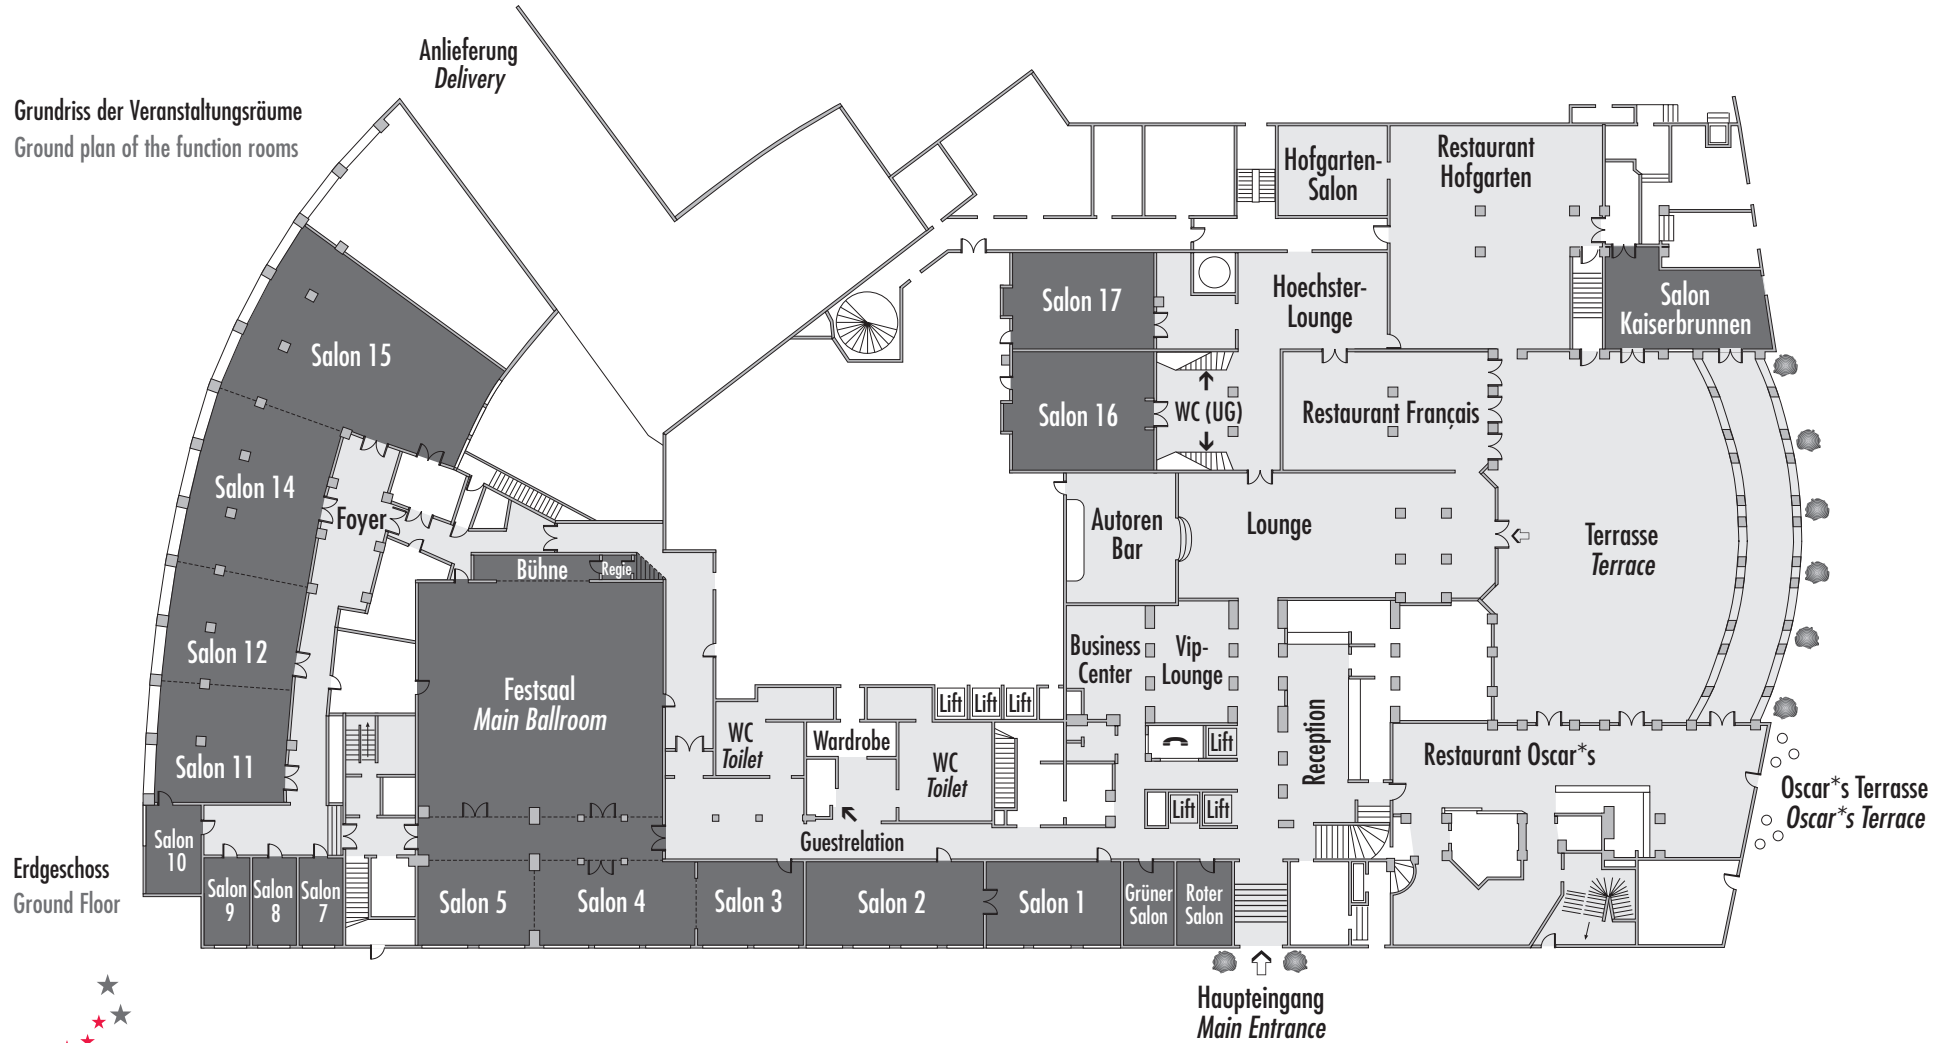 Anlieferung
Delivery
Grundriss der Veranstaltungsräume
Ground plan of the function rooms
Hofgarten-
Salon
Restaurant
Hofgarten
Salon 17
Hoechster-
Lounge
Salon
Kaiserbrunnen
Salon 15
Salon 16
WC (UG)
Restaurant Français
Salon 14
Foyer
Autoren
Bar
Lounge
Terrasse
Terrace
Bühne
Regie
Salon 12
Business
Center
Vip-
Lounge
Festsaal
Main Ballroom
Lift
Lift
Lift
WC
Toilet
Wardrobe
WC
Toilet
Lift
Reception
Restaurant Oscar*s
Salon 11
Oscar*s Terrasse
Oscar*s Terrace
Lift
Lift
Guestrelation
Salon
10
Erdgeschoss
Ground Floor
Salon
9
Salon
8
Salon
7
Salon 5
Salon 4
Salon 3
Salon 2
Salon 1
Grüner
Salon
Roter
Salon
Haupteingang
Main Entrance